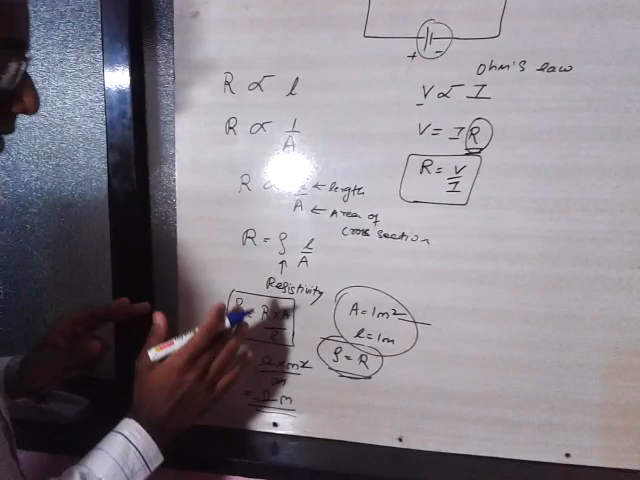 + -
R ∝ l
R ∝ 1/A
R ∝ /A ← length
← Area of
cross section
R = ρ l/A
↑
Resistivity
= R×A/l
= Ω×m²/m
= Ω m
Ohm's law
V ∝ I
V = IR
R = V/I
A = 1m²
l = 1m
ρ = R